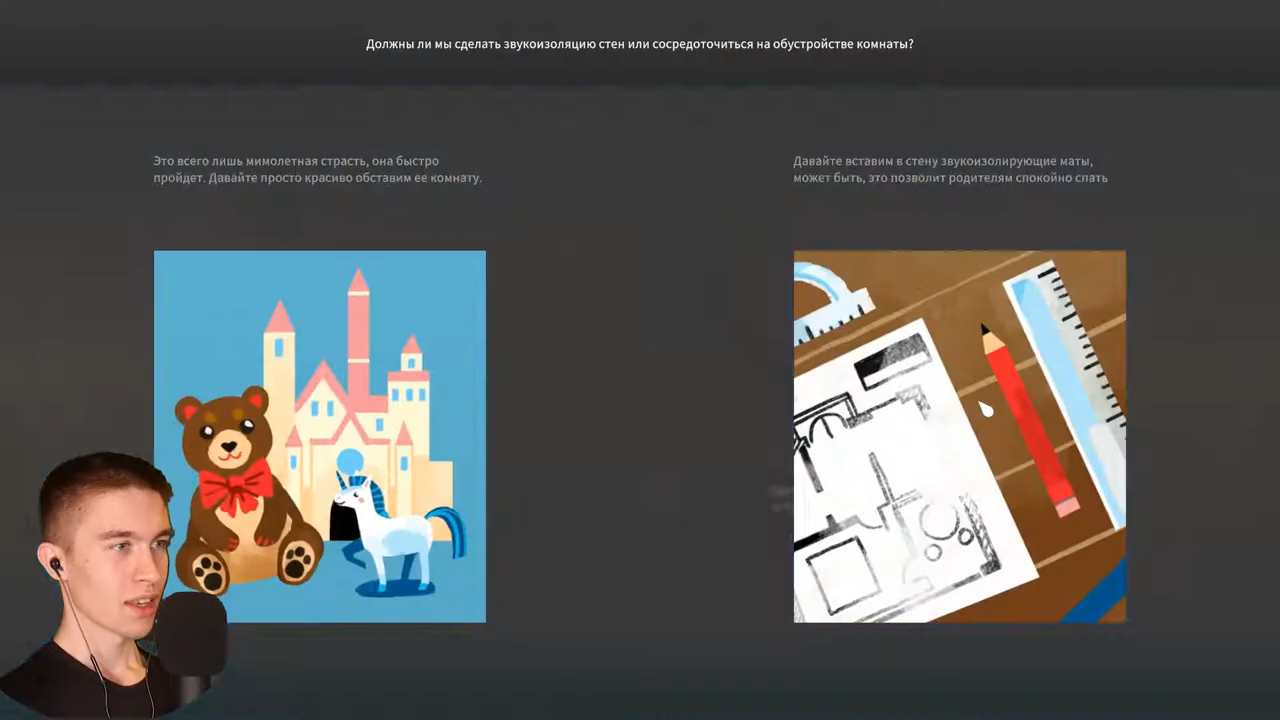 Должны ли мы сделать звукоизоляцию стен или сосредоточиться на обустройстве комнаты?
Это всего лишь мимолетная страсть, она быстро
пройдет. Давайте просто красиво обставим ее комнату.
Давайте вставим в стену звукоизолирующие маты,
может быть, это позволит родителям спокойно спать